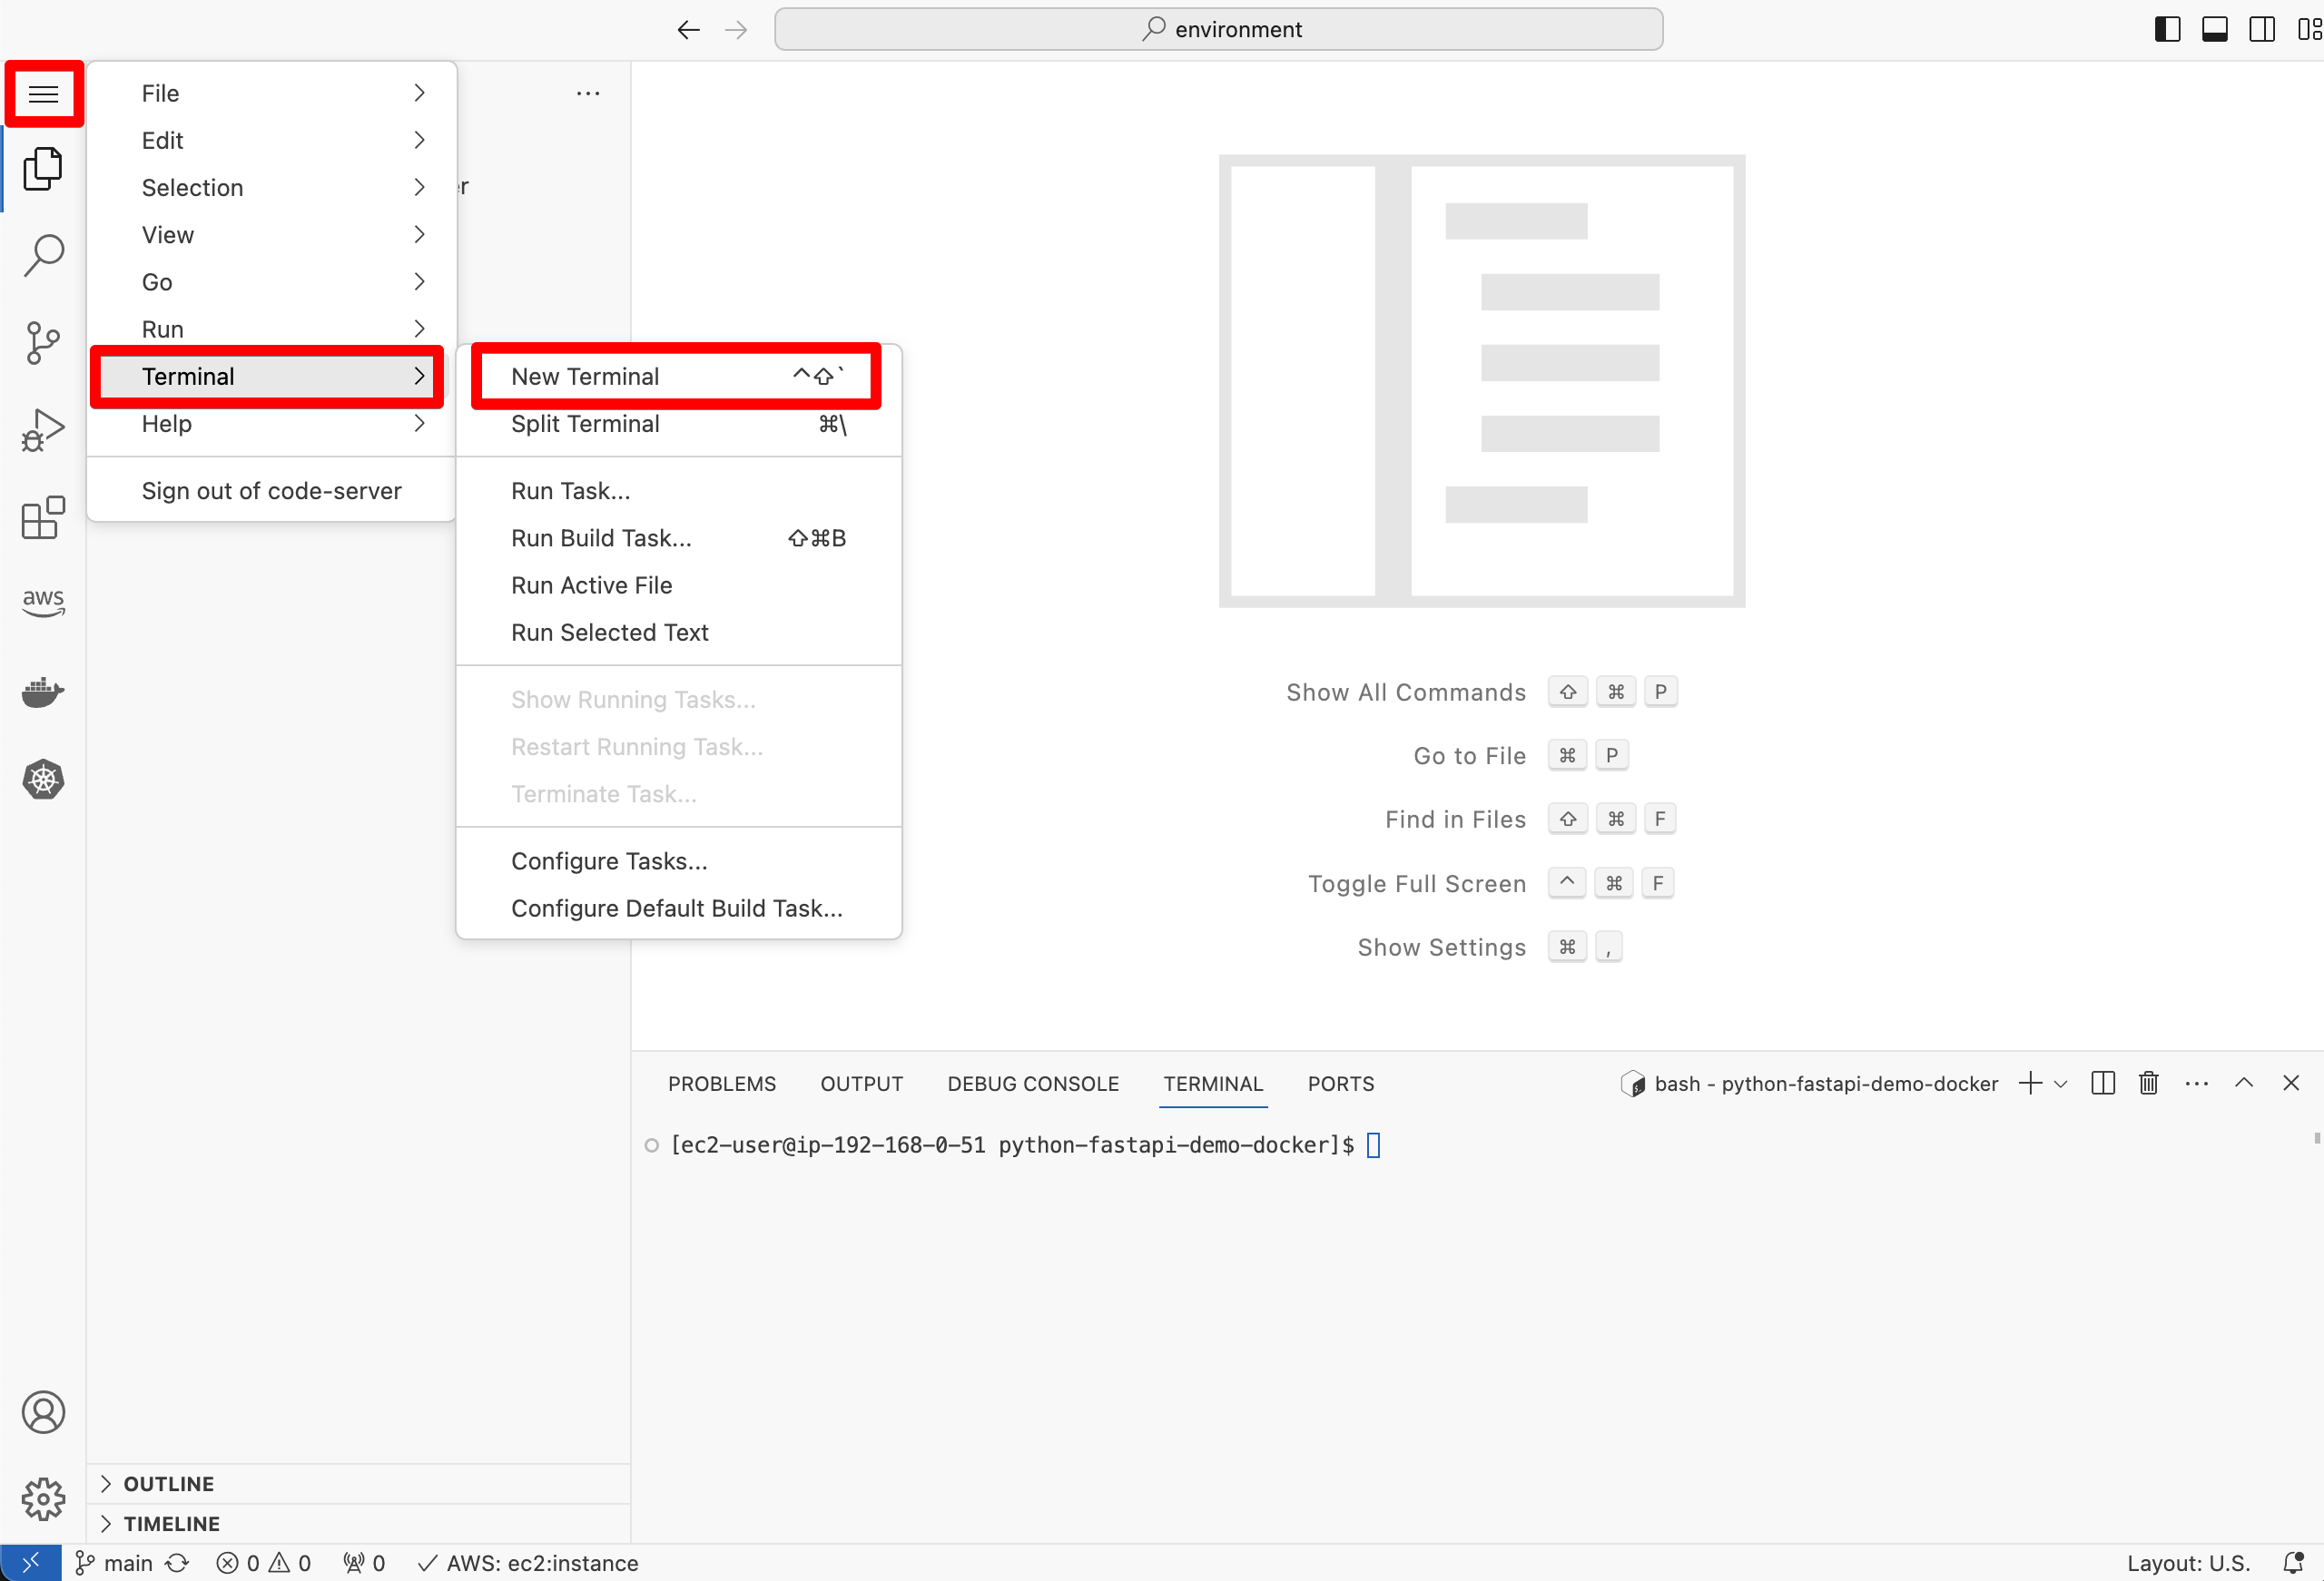 environment
File
Edit
Selection
View
Go
Run
Terminal
Help
Sign out of code-server
er
New Terminal ^⇧`
Split Terminal ⌘\
Run Task...
Run Build Task... ⇧⌘B
Run Active File
Run Selected Text
Show Running Tasks...
Restart Running Task...
Terminate Task...
Configure Tasks...
Configure Default Build Task...
aws
Show All Commands ⇧ ⌘ P
Go to File ⌘ P
Find in Files ⇧ ⌘ F
Toggle Full Screen ^ ⌘ F
Show Settings ⌘ ,
PROBLEMS OUTPUT DEBUG CONSOLE TERMINAL PORTS bash - python-fastapi-demo-docker
[ec2-user@ip-192-168-0-51 python-fastapi-demo-docker]$
OUTLINE
TIMELINE
main 0 0 0 AWS: ec2:instance Layout: U.S.